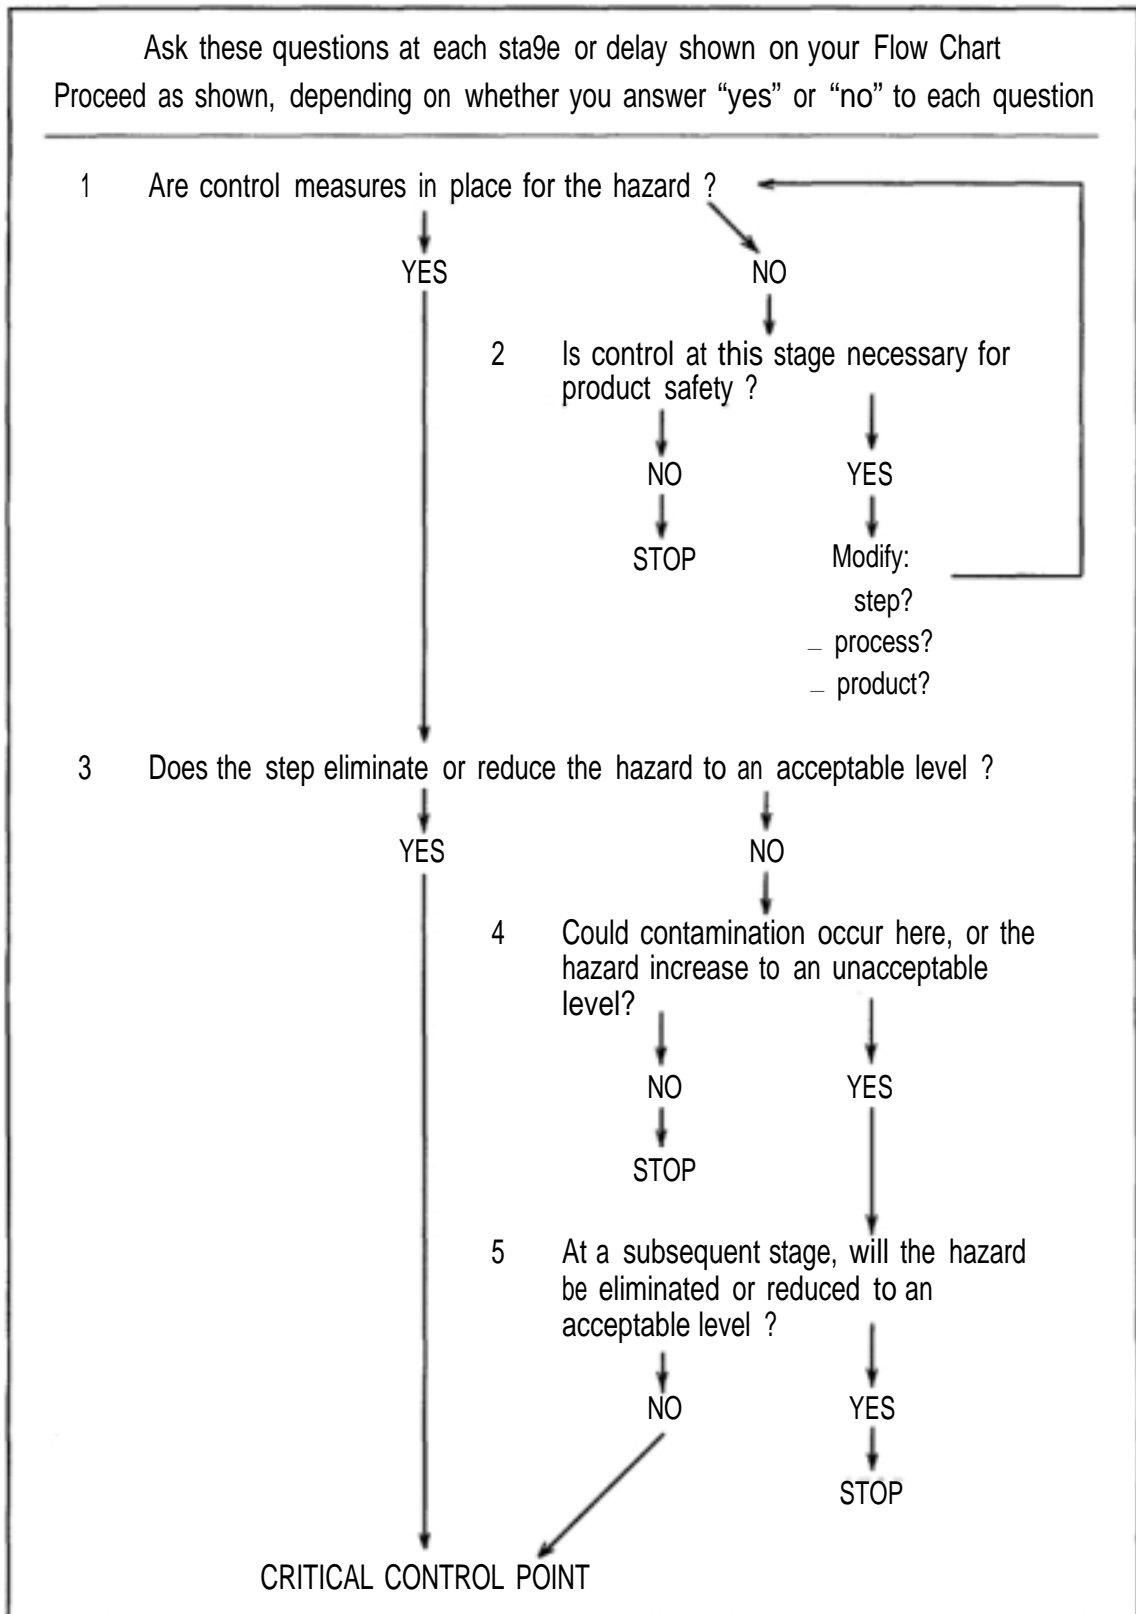 Ask these questions at each sta9e or delay shown on your Flow Chart
Proceed as shown, depending on whether you answer “yes” or “no” to each question
1 Are control measures in place for the hazard ?
YES NO
2 Is control at this stage necessary for
product safety ?
NO YES
STOP Modify:
step?
– process?
– product?
3 Does the step eliminate or reduce the hazard to an acceptable level ?
YES NO
4 Could contamination occur here, or the
hazard increase to an unacceptable
level?
NO YES
STOP
5 At a subsequent stage, will the hazard
be eliminated or reduced to an
acceptable level ?
NO YES
STOP
CRITICAL CONTROL POINT